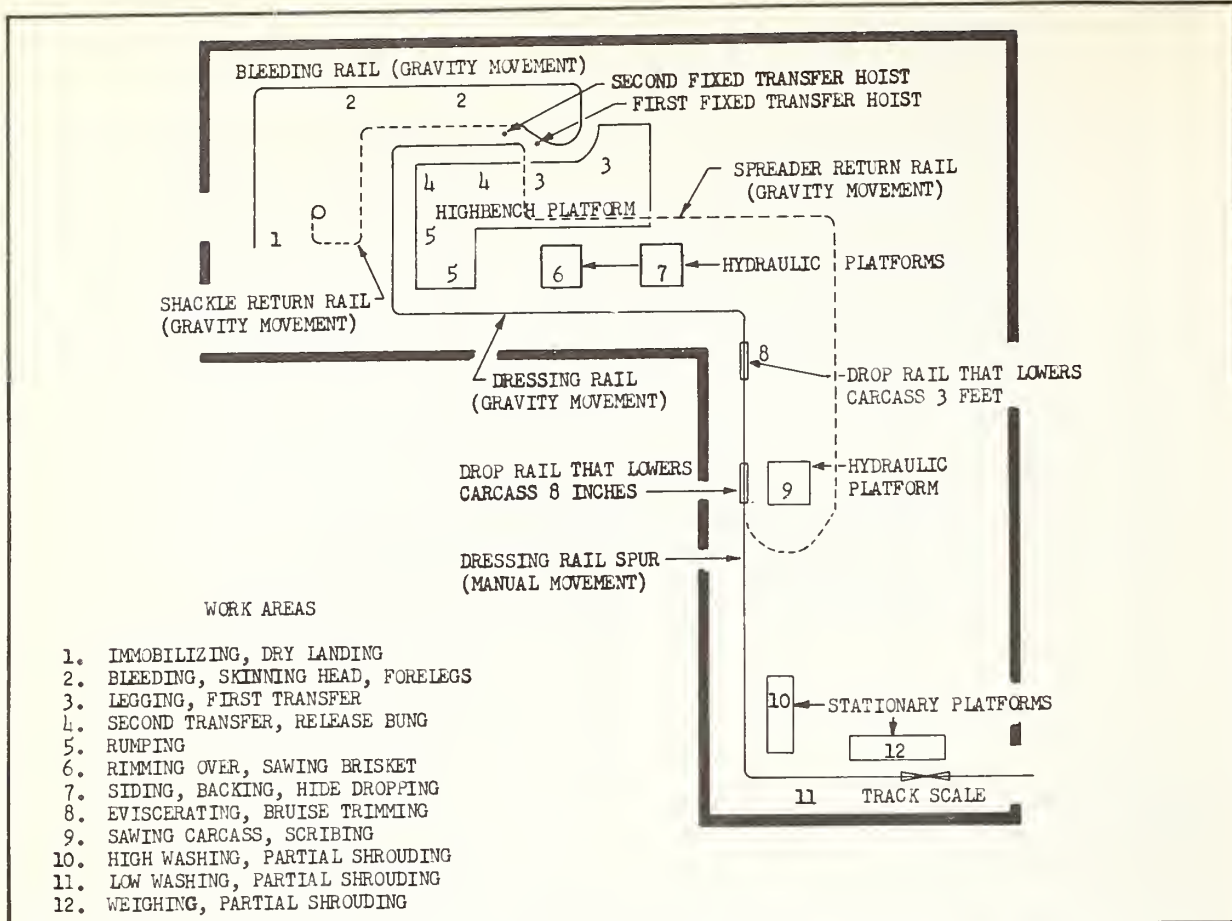 BLEEDING RAIL (GRAVITY MOVEMENT)
SECOND FIXED TRANSFER HOIST
FIRST FIXED TRANSFER HOIST
2
2
3
4
4
3
SPREADER RETURN RAIL
(GRAVITY MOVEMENT)
HIGHBENCH PLATFORM
1
5
5
6
7
HYDRAULIC PLATFORMS
SHACKLE RETURN RAIL
(GRAVITY MOVEMENT)
8
DRESSING RAIL
(GRAVITY MOVEMENT)
DROP RAIL THAT LOWERS
CARCASS 3 FEET
DROP RAIL THAT LOWERS
CARCASS 8 INCHES
9
HYDRAULIC
PLATFORM
DRESSING RAIL SPUR
(MANUAL MOVEMENT)
10
STATIONARY PLATFORMS
12
11
TRACK SCALE
WORK AREAS
1. IMMOBILIZING, DRY LANDING
2. BLEEDING, SKINNING HEAD, FORELEGS
3. LEGGING, FIRST TRANSFER
4. SECOND TRANSFER, RELEASE BUNG
5. RUMPING
6. RIMMING OVER, SAWING BRISKET
7. SIDING, BACKING, HIDE DROPPING
8. EVISCERATING, BRUISE TRIMMING
9. SAWING CARCASS, SCRIBING
10. HIGH WASHING, PARTIAL SHROUDING
11. LOW WASHING, PARTIAL SHROUDING
12. WEIGHING, PARTIAL SHROUDING